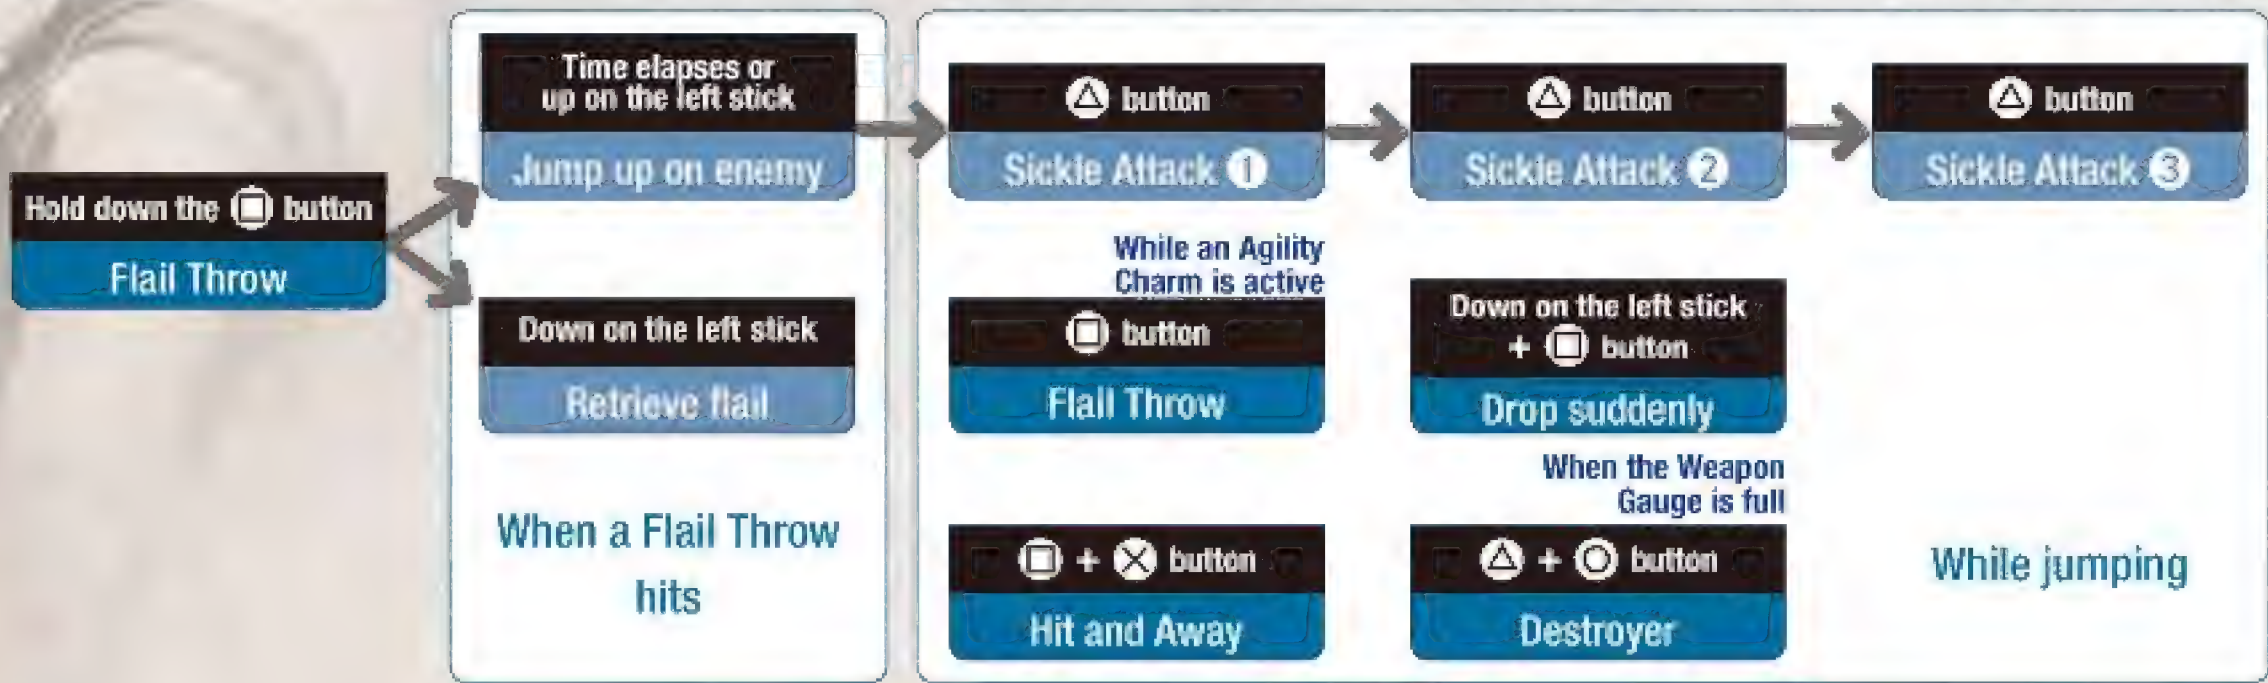 Hold down the □ button
Flail Throw
Time elapses or
up on the left stick
Jump up on enemy
Down on the left stick
Retrieve flail
When a Flail Throw
hits
△ button
Sickle Attack ①
△ button
Sickle Attack ②
△ button
Sickle Attack ③
While an Agility
Charm is active
□ button
Flail Throw
Down on the left stick
+ □ button
Drop suddenly
□ + ✕ button
Hit and Away
When the Weapon
Gauge is full
△ + ○ button
Destroyer
While jumping